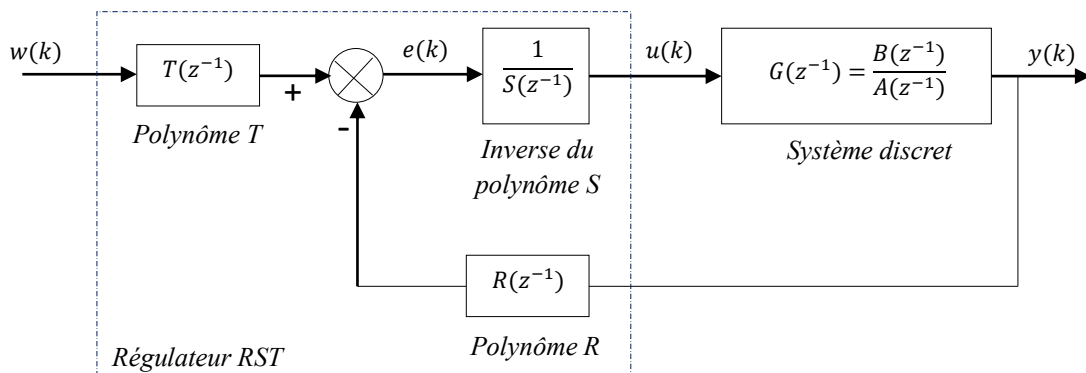 w(k)
T(z⁻¹)
+
-
Polynôme T
e(k)
1
S(z⁻¹)
Inverse du
polynôme S
u(k)
G(z⁻¹) = B(z⁻¹)/A(z⁻¹)
Système discret
y(k)
R(z⁻¹)
Polynôme R
Régulateur RST